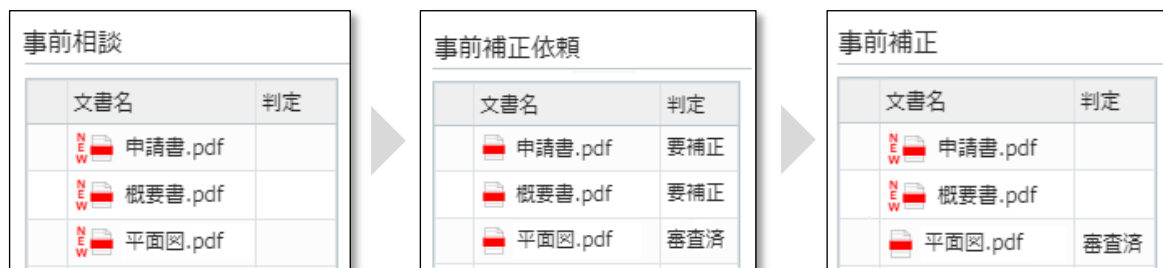 事前相談
文書名 判定
NEW 申請書.pdf
NEW 概要書.pdf
NEW 平面図.pdf
事前補正依頼
文書名 判定
申請書.pdf 要補正
概要書.pdf 要補正
平面図.pdf 審査済
事前補正
文書名 判定
NEW 申請書.pdf
NEW 概要書.pdf
平面図.pdf 審査済